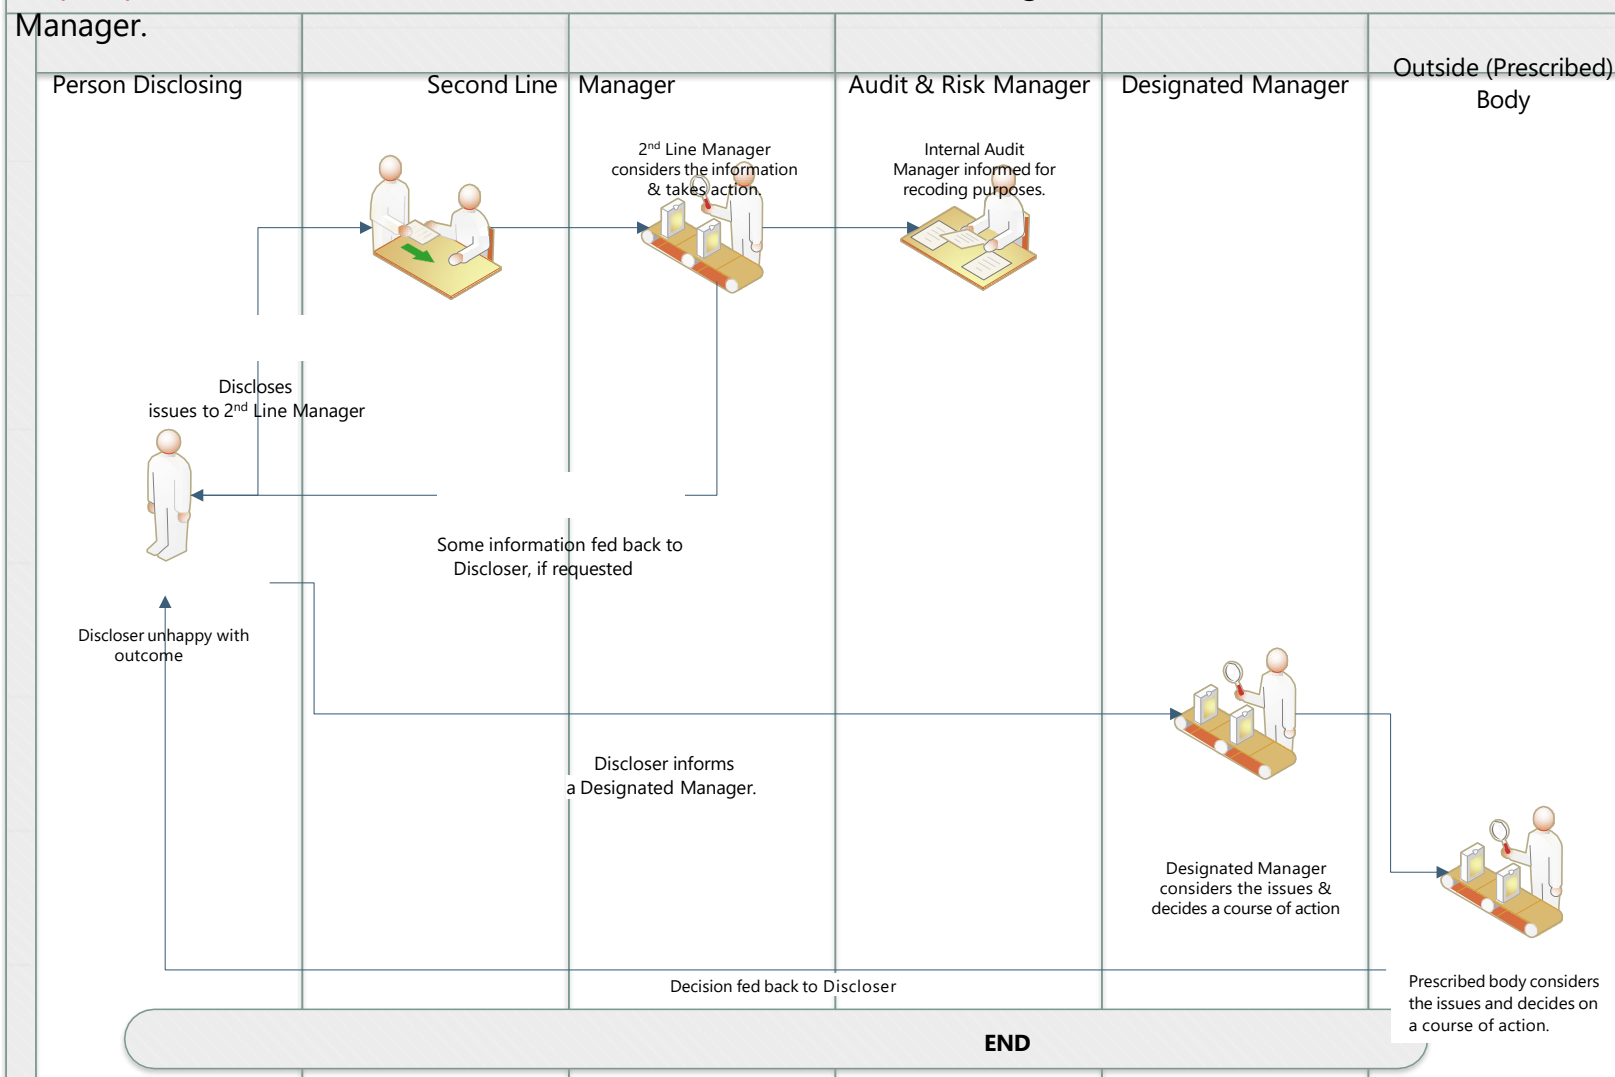 Manager.
Person Disclosing
Second Line
Manager
Audit & Risk Manager
Designated Manager
Outside (Prescribed)
Body
2nd Line Manager
considers the information
& takes action.
Internal Audit
Manager informed for
recoding purposes.
Discloses
issues to 2nd Line Manager
Some information fed back to
Discloser, if requested
Discloser unhappy with
outcome
Discloser informs
a Designated Manager.
Designated Manager
considers the issues &
decides a course of action
Decision fed back to Discloser
Prescribed body considers
the issues and decides on
a course of action.
END